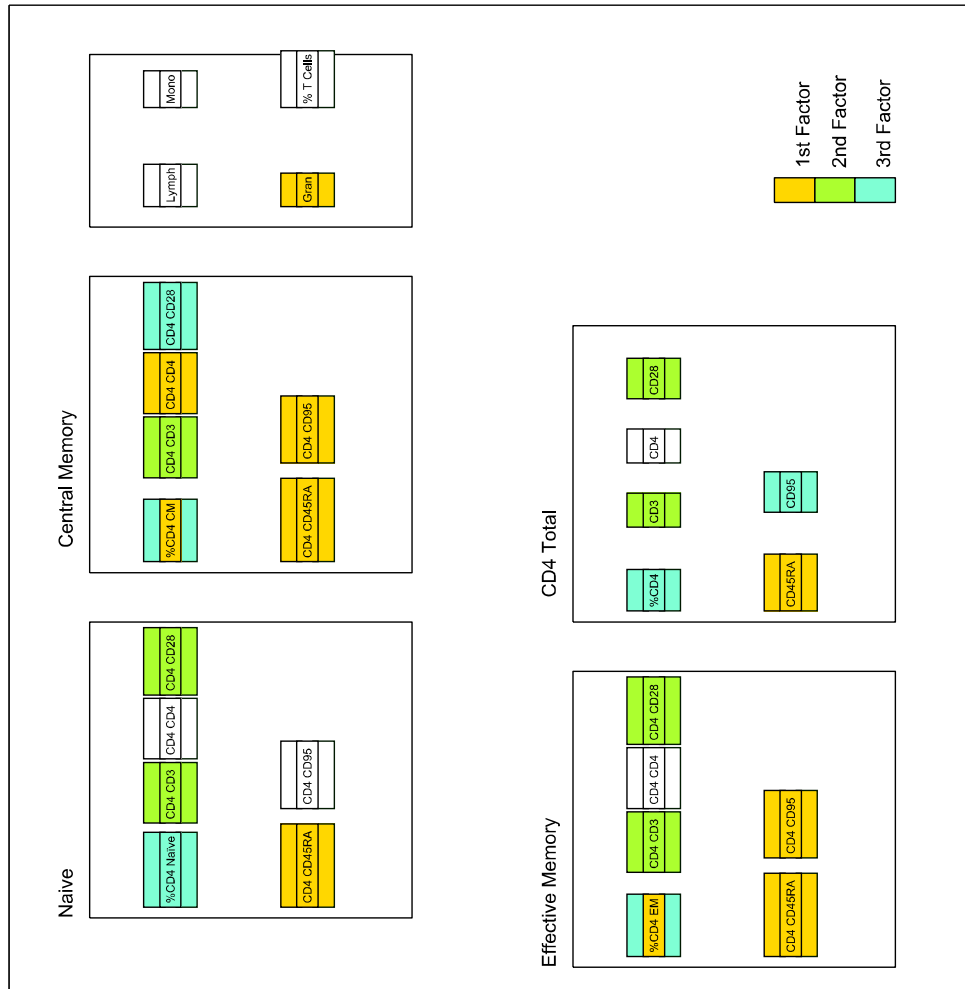 Naive
%CD4 Naïve
CD4 CD3
CD4 CD4
CD4 CD28
CD4 CD45RA
CD4 CD95
Central Memory
%CD4 CM
CD4 CD3
CD4 CD4
CD4 CD28
CD4 CD45RA
CD4 CD95
Lymph
Mono
Gran
% T Cells
Effective Memory
%CD4 EM
CD4 CD3
CD4 CD4
CD4 CD28
CD4 CD45RA
CD4 CD95
CD4 Total
%CD4
CD3
CD4
CD28
CD45RA
CD95
1st Factor
2nd Factor
3rd Factor